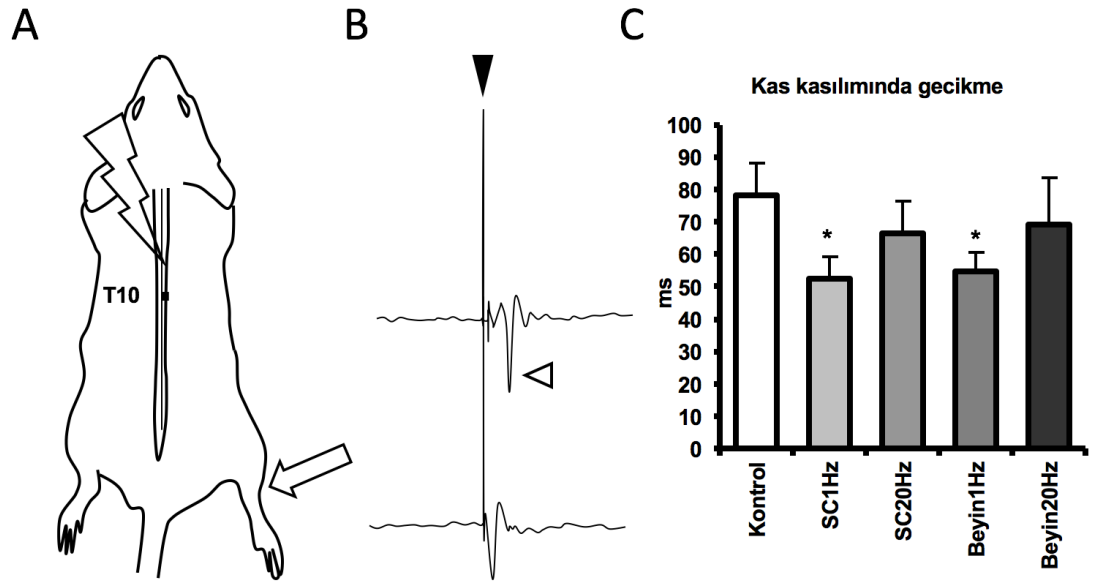 A
B
C
T10
Kas kasılımında gecikme
ms
100
90
80
70
60
50
40
30
20
10
0
*
*
Kontrol
SC1Hz
SC20Hz
Beyin1Hz
Beyin20Hz